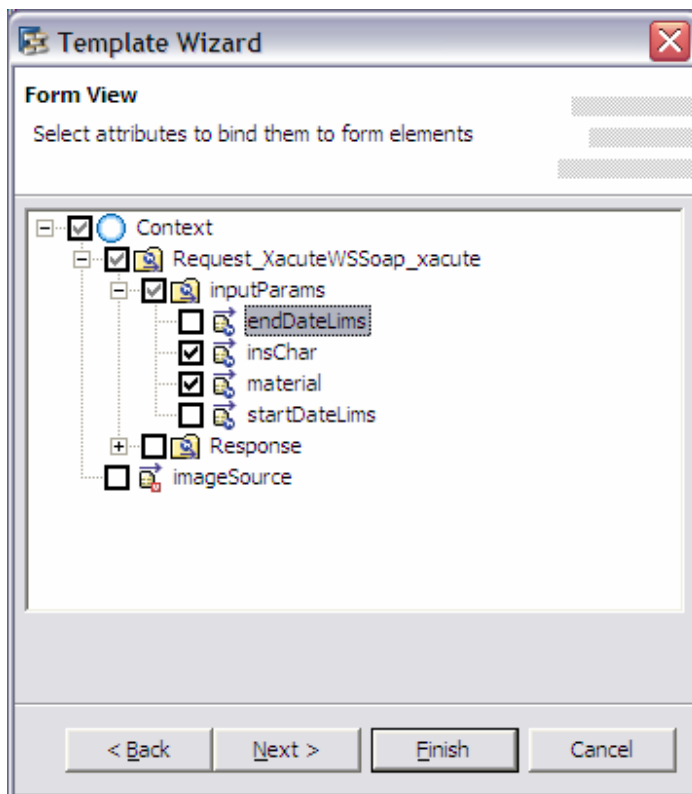 Template Wizard
Form View
Select attributes to bind them to form elements
Context
Request_XacuteWSSoap_xacute
inputParams
endDateLims
insChar
material
startDateLims
Response
imageSource
< Back Next > Finish Cancel